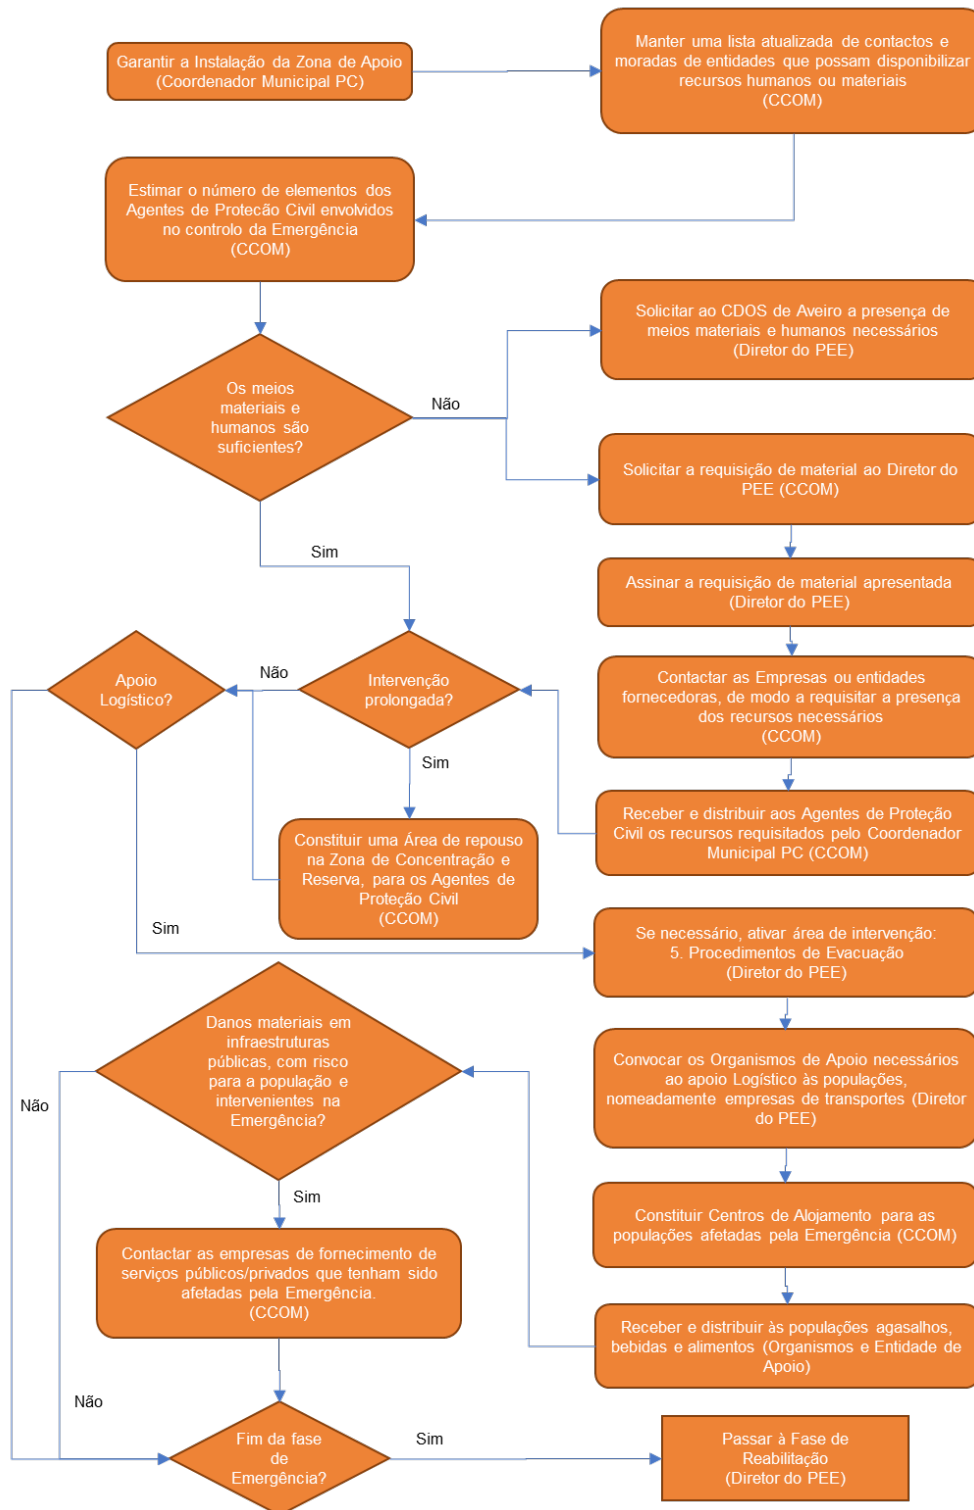 Garantir a Instalação da Zona de Apoio
(Coordenador Municipal PC)
Manter uma lista atualizada de contactos e
moradas de entidades que possam disponibilizar
recursos humanos ou materiais
(CCOM)
Estimar o número de elementos dos
Agentes de Protecão Civil envolvidos
no controlo da Emergência
(CCOM)
Solicitar ao CDOS de Aveiro a presença de
meios materiais e humanos necessários
(Diretor do PEE)
Os meios
materiais e
humanos são
suficientes?
Não
Solicitar a requisição de material ao Diretor do
PEE (CCOM)
Sim
Assinar a requisição de material apresentada
(Diretor do PEE)
Apoio
Logístico?
Não
Intervenção
prolongada?
Contactar as Empresas ou entidades
fornecedoras, de modo a requisitar a presença
dos recursos necessários
(CCOM)
Sim
Constituir uma Área de repouso
na Zona de Concentração e
Reserva, para os Agentes de
Proteção Civil
(CCOM)
Receber e distribuir aos Agentes de Proteção
Civil os recursos requisitados pelo Coordenador
Municipal PC (CCOM)
Sim
Se necessário, ativar área de intervenção:
5. Procedimentos de Evacuação
(Diretor do PEE)
Danos materiais em
infraestruturas
públicas, com risco
para a população e
intervenientes na
Emergência?
Convocar os Organismos de Apoio necessários
ao apoio Logístico às populações,
nomeadamente empresas de transportes (Diretor
do PEE)
Não
Sim
Constituir Centros de Alojamento para as
populações afetadas pela Emergência (CCOM)
Contactar as empresas de fornecimento de
serviços públicos/privados que tenham sido
afetadas pela Emergência.
(CCOM)
Receber e distribuir às populações agasalhos,
bebidas e alimentos (Organismos e Entidade de
Apoio)
Não
Fim da fase
de
Emergência?
Sim
Passar à Fase de
Reabilitação
(Diretor do PEE)